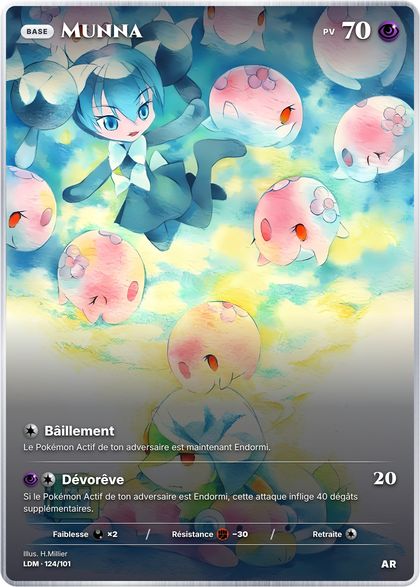 BASE MUNNA PV 70
Bâillement
Le Pokémon Actif de ton adversaire est maintenant Endormi.
Dévorêve 20
Si le Pokémon Actif de ton adversaire est Endormi, cette attaque inflige 40 dégâts
supplémentaires.
Faiblesse ×2 / Résistance −30 / Retraite
Illus. H.Millier
LDM · 124/101 AR